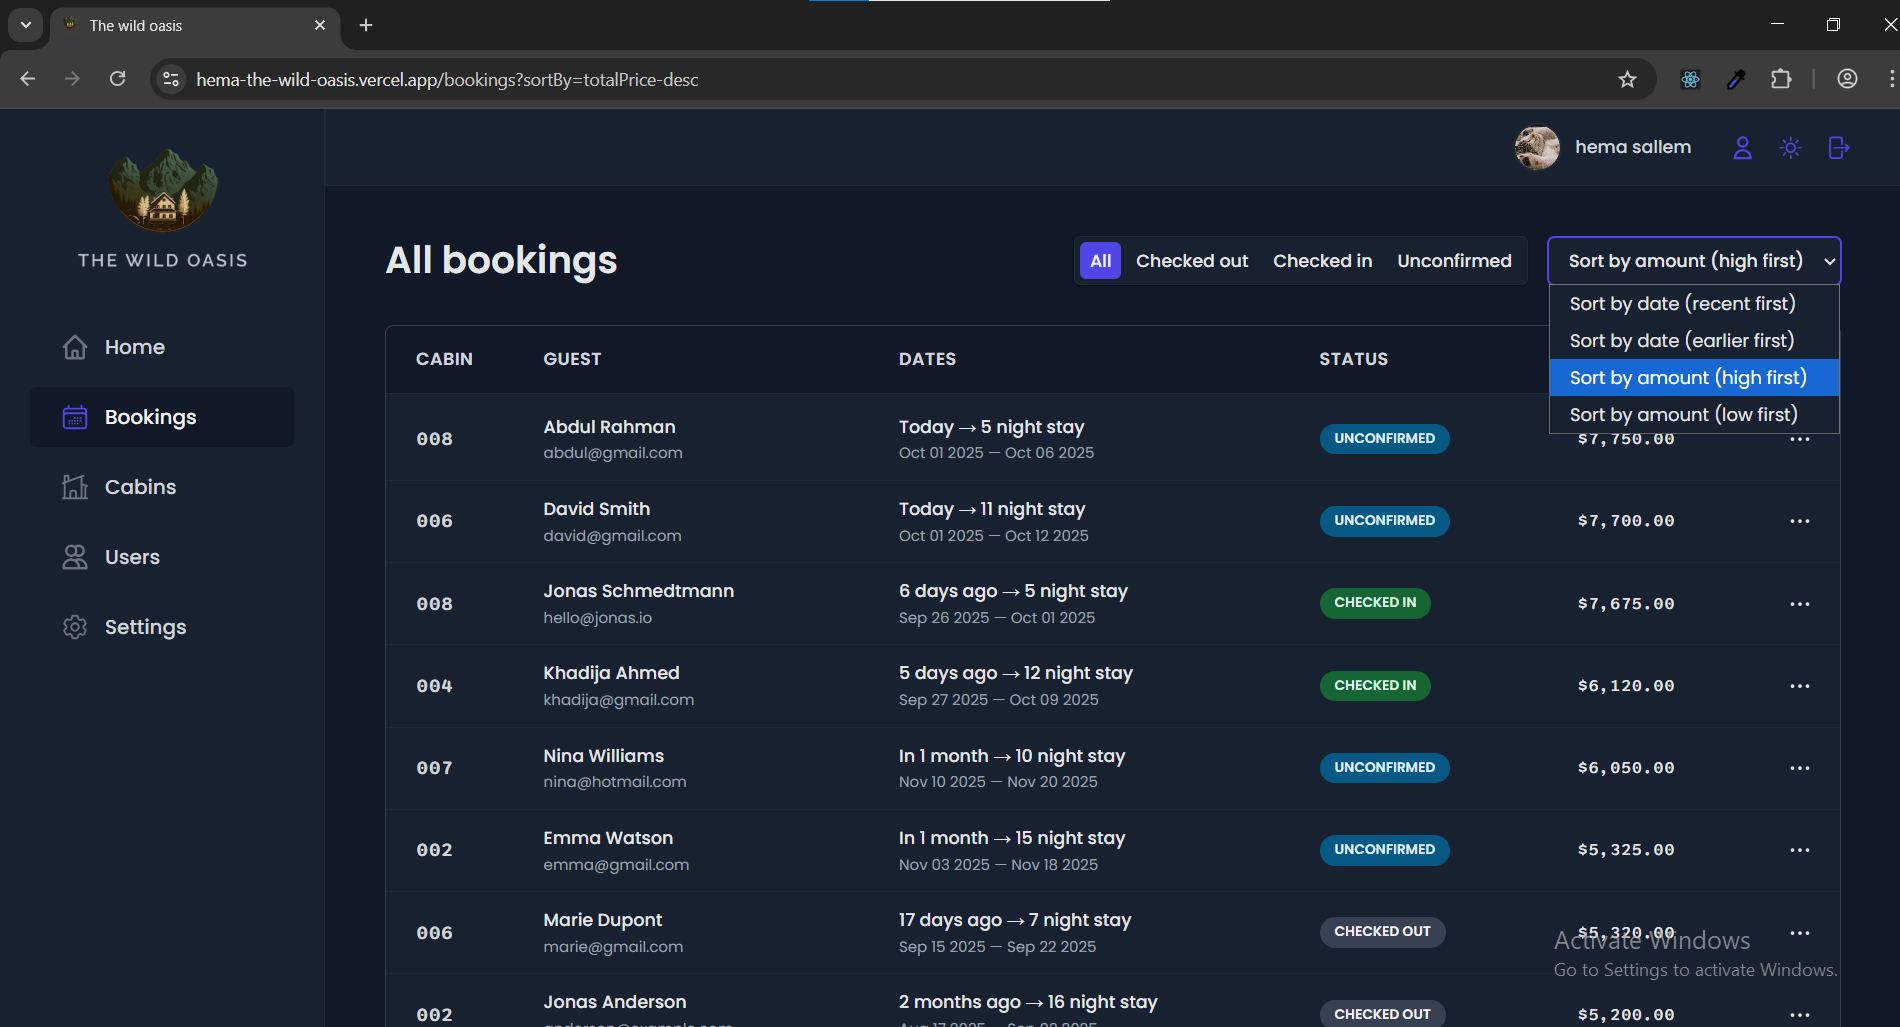 The wild oasis
hema-the-wild-oasis.vercel.app/bookings?sortBy=totalPrice-desc
hema sallem
THE WILD OASIS
Home
Bookings
Cabins
Users
Settings
All bookings
All Checked out Checked in Unconfirmed
Sort by amount (high first)
Sort by date (recent first)
Sort by date (earlier first)
Sort by amount (high first)
Sort by amount (low first)
CABIN GUEST DATES STATUS
008 Abdul Rahman Today → 5 night stay UNCONFIRMED $7,750.00
abdul@gmail.com Oct 01 2025 — Oct 06 2025
006 David Smith Today → 11 night stay UNCONFIRMED $7,700.00
david@gmail.com Oct 01 2025 — Oct 12 2025
008 Jonas Schmedtmann 6 days ago → 5 night stay CHECKED IN $7,675.00
hello@jonas.io Sep 26 2025 — Oct 01 2025
004 Khadija Ahmed 5 days ago → 12 night stay CHECKED IN $6,120.00
khadija@gmail.com Sep 27 2025 — Oct 09 2025
007 Nina Williams In 1 month → 10 night stay UNCONFIRMED $6,050.00
nina@hotmail.com Nov 10 2025 — Nov 20 2025
002 Emma Watson In 1 month → 15 night stay UNCONFIRMED $5,325.00
emma@gmail.com Nov 03 2025 — Nov 18 2025
006 Marie Dupont 17 days ago → 7 night stay CHECKED OUT $5,320.00
marie@gmail.com Sep 15 2025 — Sep 22 2025
002 Jonas Anderson 2 months ago → 16 night stay CHECKED OUT $5,200.00
Activate Windows
Go to Settings to activate Windows.